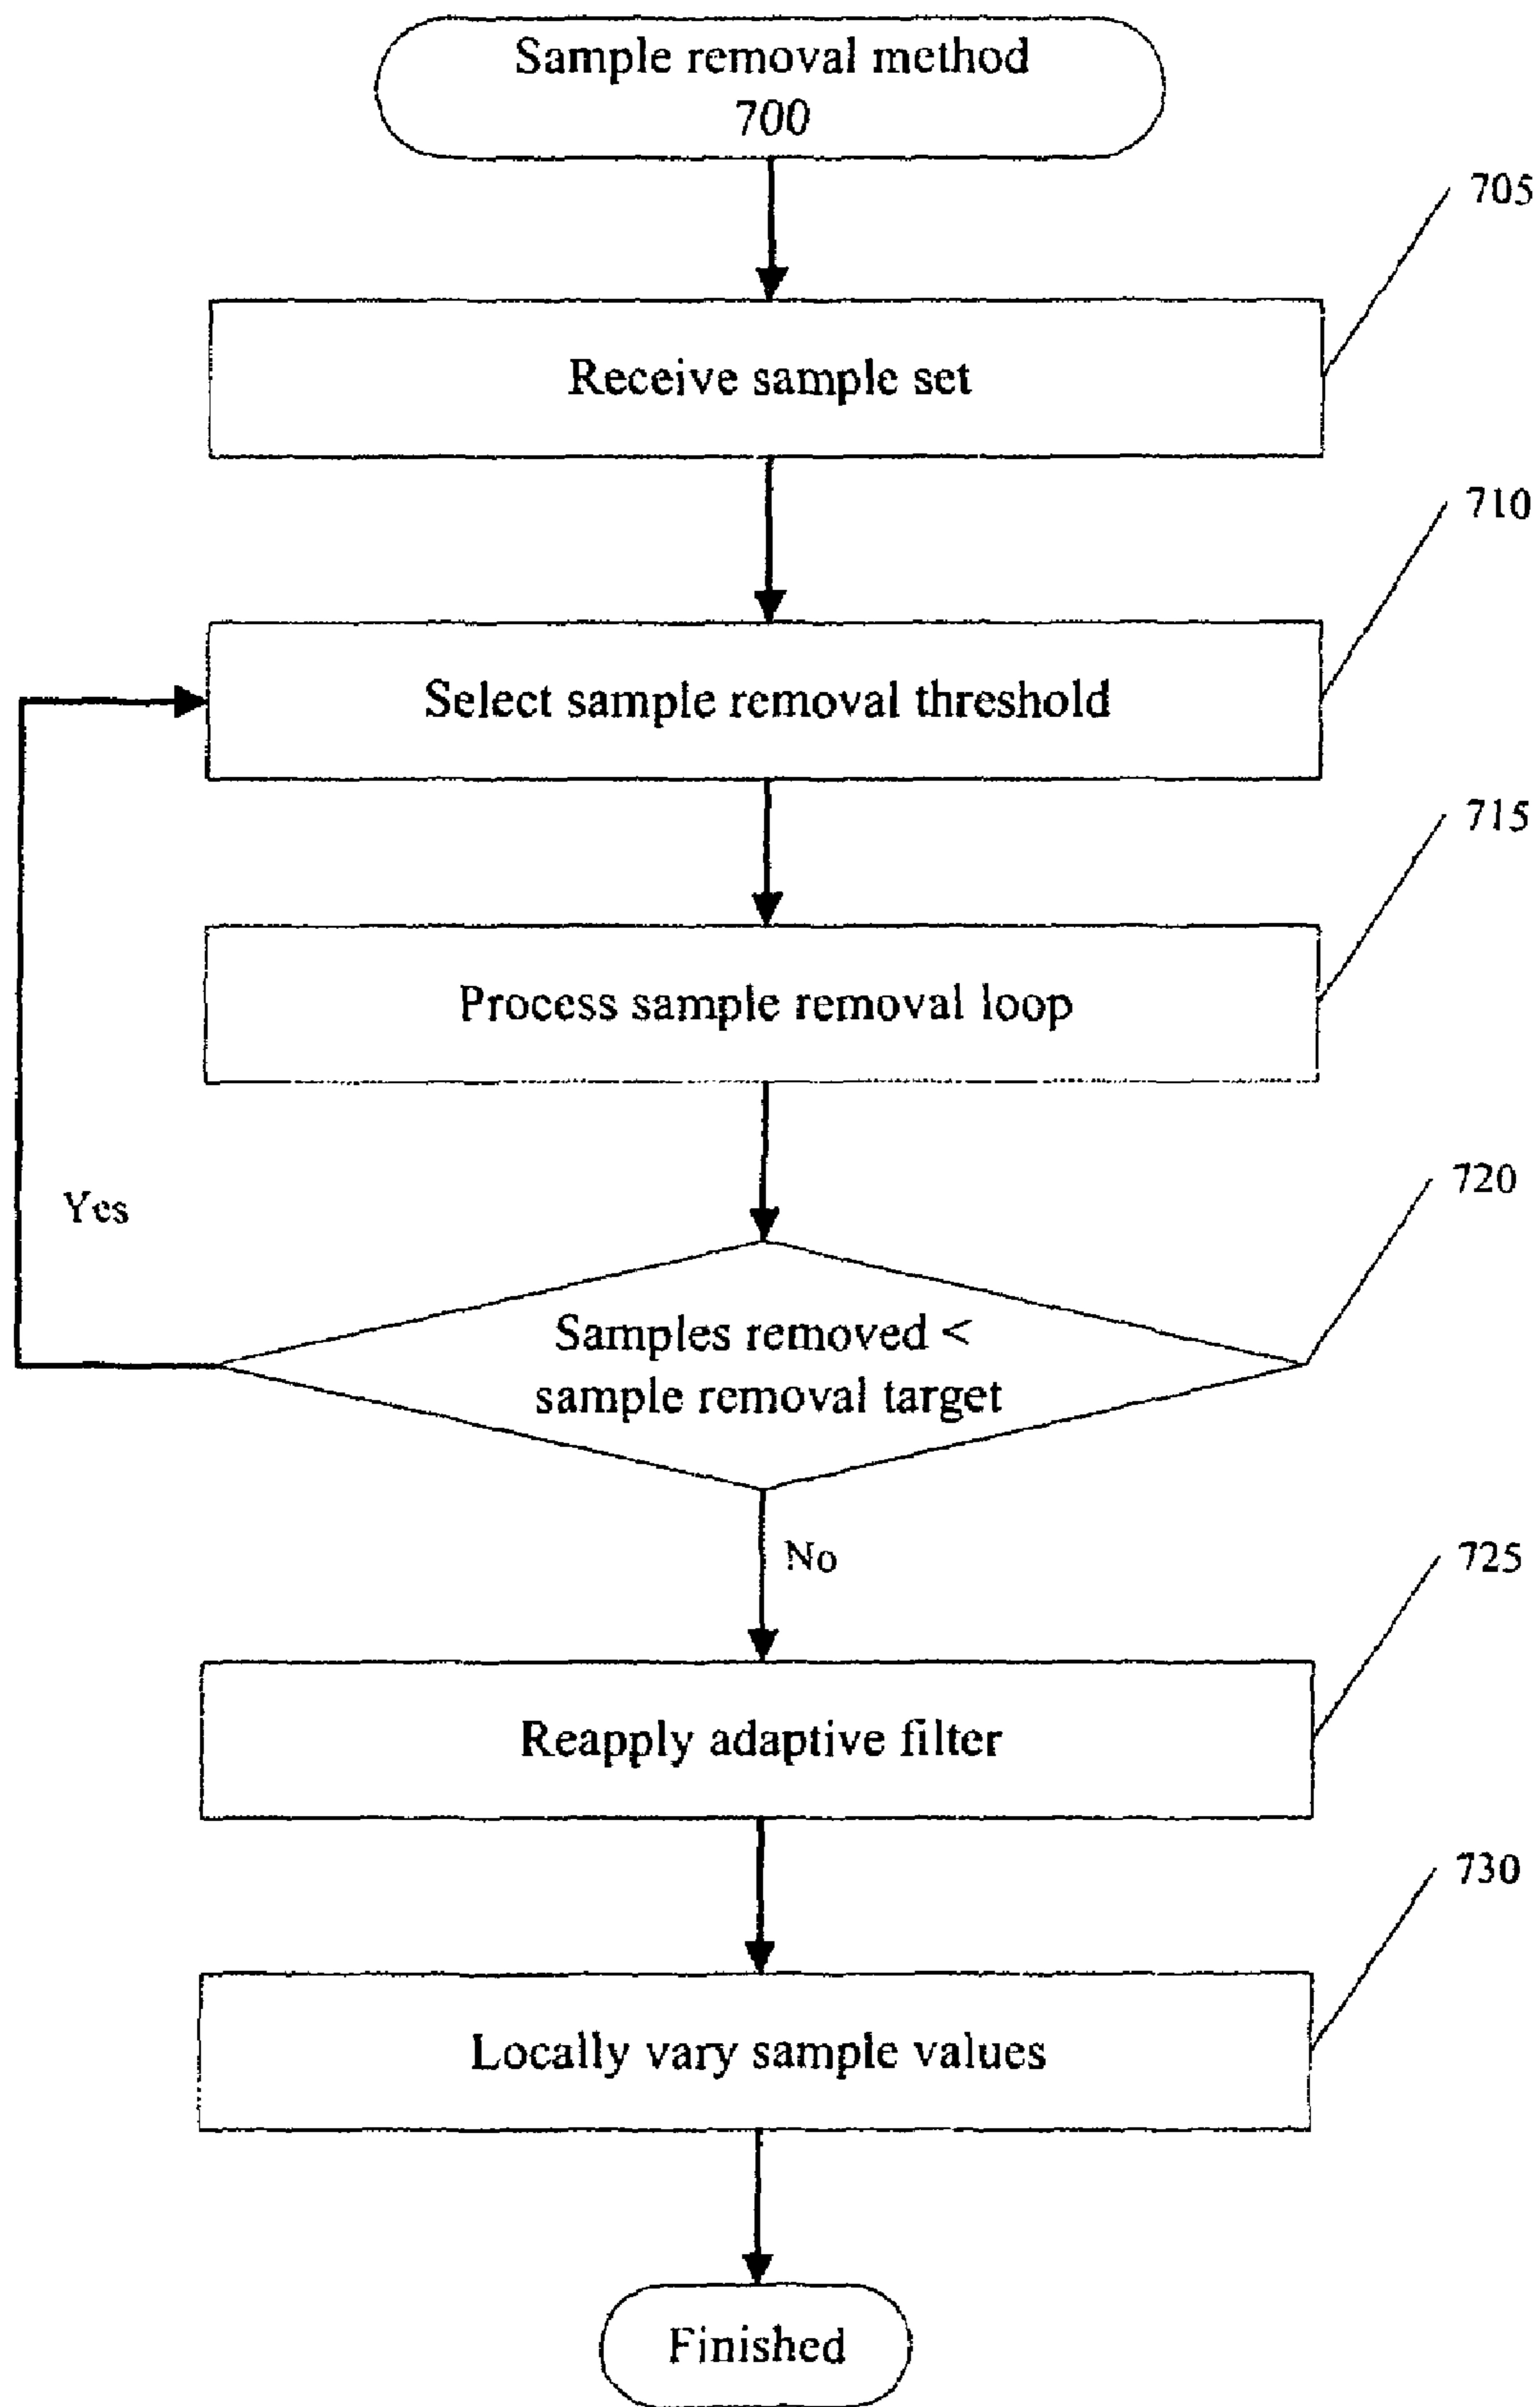 Sample removal method
700
705
Receive sample set
710
Select sample removal threshold
715
Process sample removal loop
720
Yes
Samples removed <
sample removal target
No
725
Reapply adaptive filter
730
Locally vary sample values
Finished